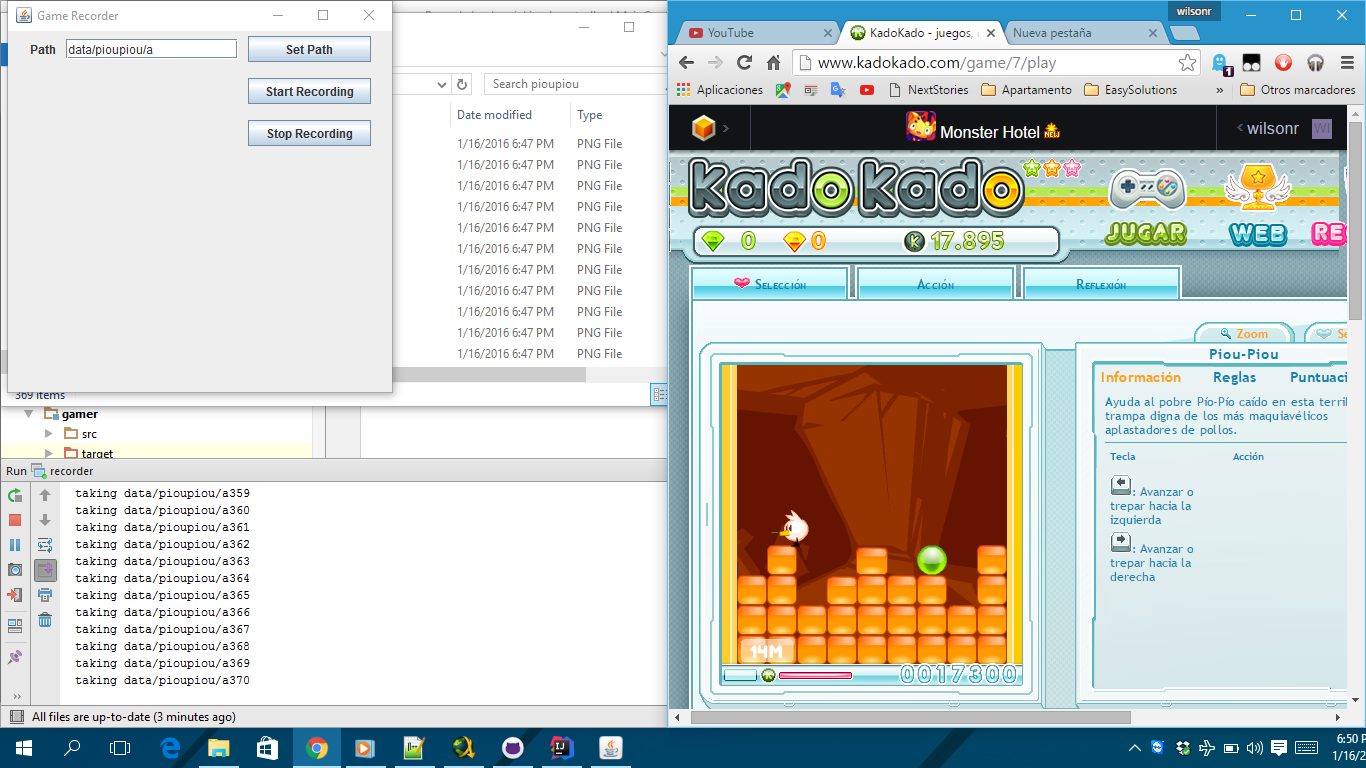 Game Recorder
Path data/pioupiou/a Set Path
Start Recording
Stop Recording
Search pioupiou
Date modified Type
1/16/2016 6:47 PM PNG File
1/16/2016 6:47 PM PNG File
1/16/2016 6:47 PM PNG File
1/16/2016 6:47 PM PNG File
1/16/2016 6:47 PM PNG File
1/16/2016 6:47 PM PNG File
1/16/2016 6:47 PM PNG File
1/16/2016 6:47 PM PNG File
1/16/2016 6:47 PM PNG File
1/16/2016 6:47 PM PNG File
1/16/2016 6:47 PM PNG File
369 items
gamer
src
target
Run recorder
taking data/pioupiou/a359
taking data/pioupiou/a360
taking data/pioupiou/a361
taking data/pioupiou/a362
taking data/pioupiou/a363
taking data/pioupiou/a364
taking data/pioupiou/a365
taking data/pioupiou/a366
taking data/pioupiou/a367
taking data/pioupiou/a368
taking data/pioupiou/a369
taking data/pioupiou/a370
All files are up-to-date (3 minutes ago)
wilsonr
YouTube KadoKado - juegos, Nueva pestaña
www.kadokado.com/game/7/play
1
Aplicaciones NextStories Apartamento EasySolutions » Otros marcadores
Monster Hotel NEW wilsonr WI
KadoKado
0 0 K 17.895
JUGAR WEB RE
Selección Acción Reflexión
Zoom Se
Piou-Piou
Información Reglas Puntuaci
Ayuda al pobre Pío-Pío caído en esta terri
trampa digna de los más maquiavélicos
aplastadores de pollos.
Tecla Acción
: Avanzar o
trepar hacia la
izquierda
: Avanzar o
trepar hacia la
derecha
14M
0017300
6:50 P
1/16/2